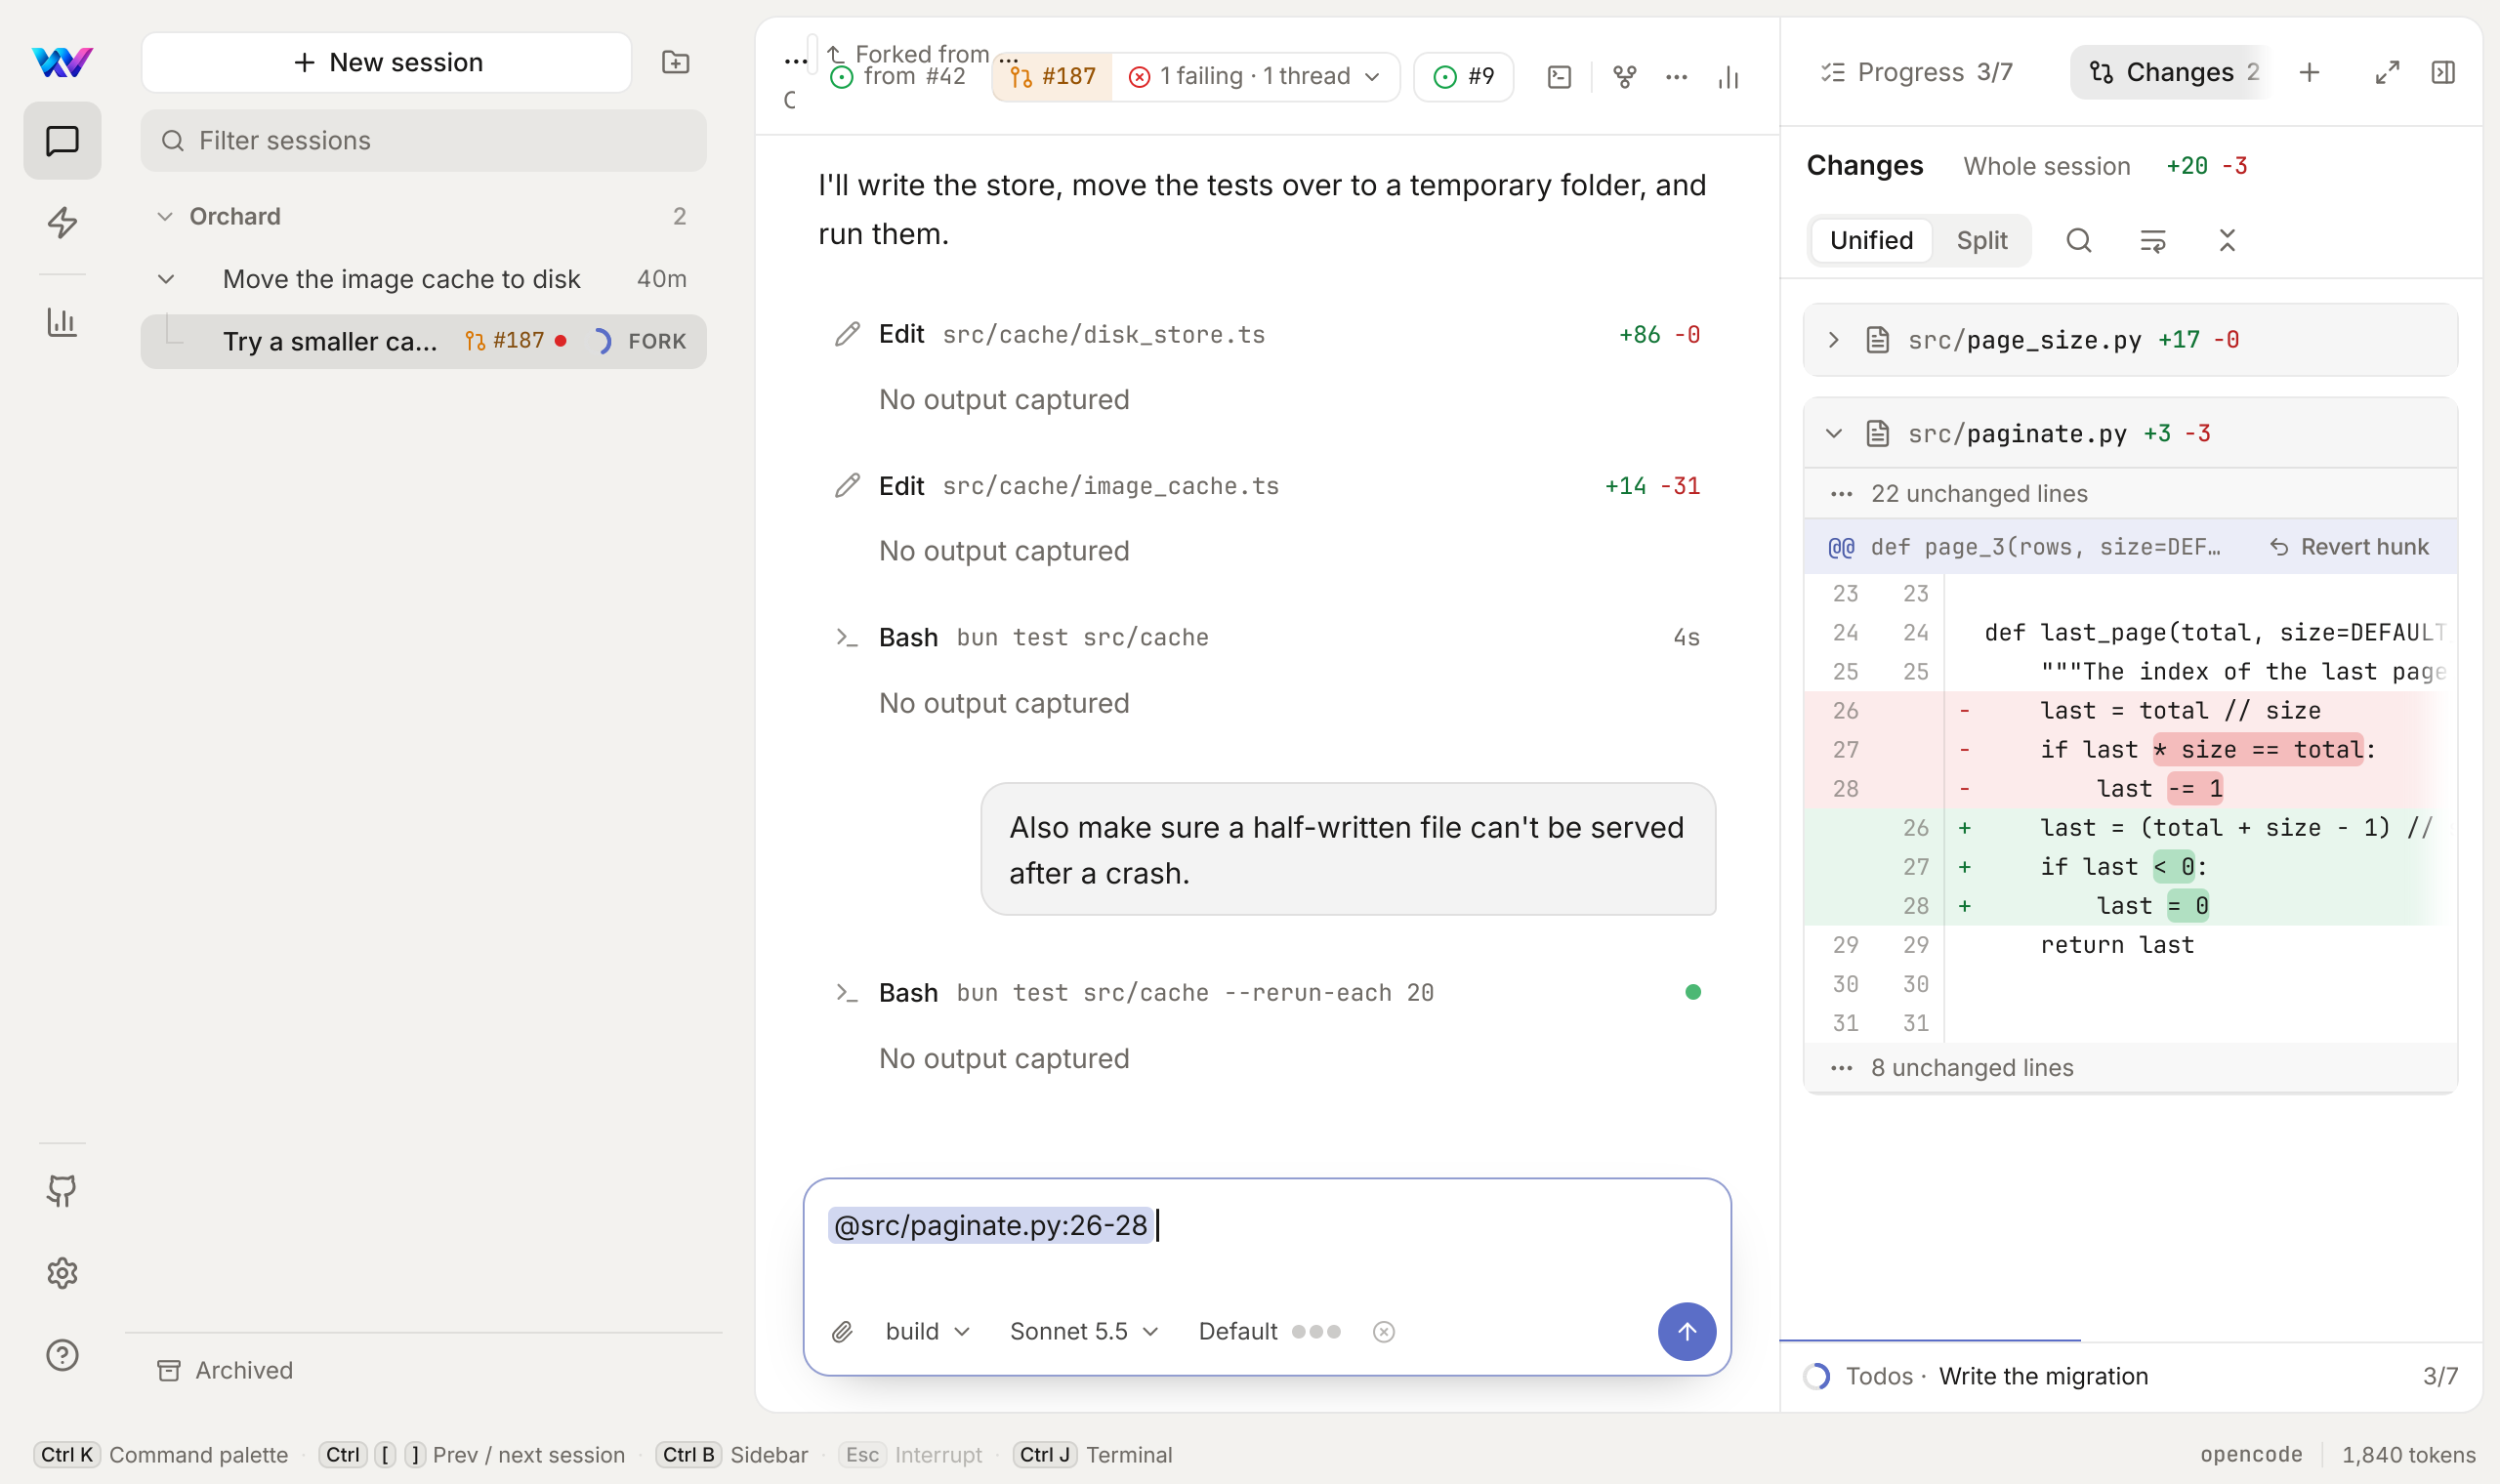 New session
Filter sessions
Orchard 2
Move the image cache to disk 40m
Try a smaller ca... #187 FORK
Archived
... Forked from ...
from #42 #187 1 failing · 1 thread #9
I'll write the store, move the tests over to a temporary folder, and
run them.
Edit src/cache/disk_store.ts +86 -0
No output captured
Edit src/cache/image_cache.ts +14 -31
No output captured
Bash bun test src/cache 4s
No output captured
Also make sure a half-written file can't be served
after a crash.
Bash bun test src/cache --rerun-each 20
No output captured
@src/paginate.py:26-28
build Sonnet 5.5 Default
Progress 3/7 Changes 2
Changes Whole session +20 -3
Unified Split
src/page_size.py +17 -0
src/paginate.py +3 -3
... 22 unchanged lines
@@ def page_3(rows, size=DEF… Revert hunk
23 23
24 24 def last_page(total, size=DEFAULT
25 25 """The index of the last page
26 - last = total // size
27 - if last * size == total:
28 - last -= 1
26 + last = (total + size - 1) //
27 + if last < 0:
28 + last = 0
29 29 return last
30 30
31 31
... 8 unchanged lines
Todos · Write the migration 3/7
Ctrl K Command palette · Ctrl [ ] Prev / next session · Ctrl B Sidebar · Esc Interrupt · Ctrl J Terminal
opencode 1,840 tokens